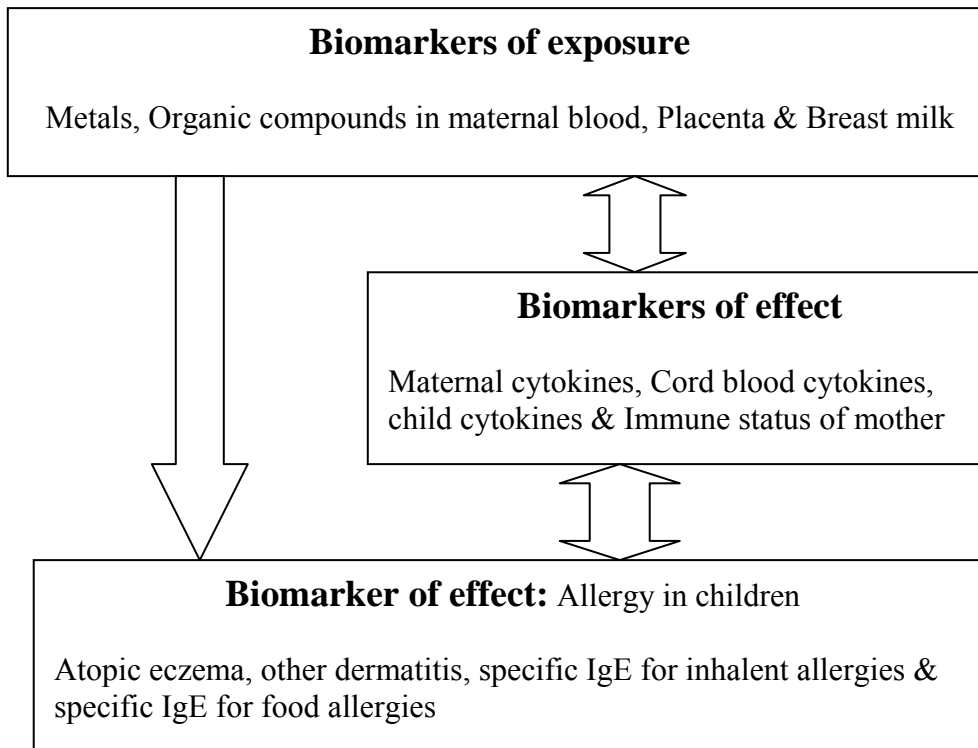 Biomarkers of exposure
Metals, Organic compounds in maternal blood, Placenta & Breast milk
Biomarkers of effect
Maternal cytokines, Cord blood cytokines,
child cytokines & Immune status of mother
Biomarker of effect: Allergy in children
Atopic eczema, other dermatitis, specific IgE for inhalent allergies &
specific IgE for food allergies